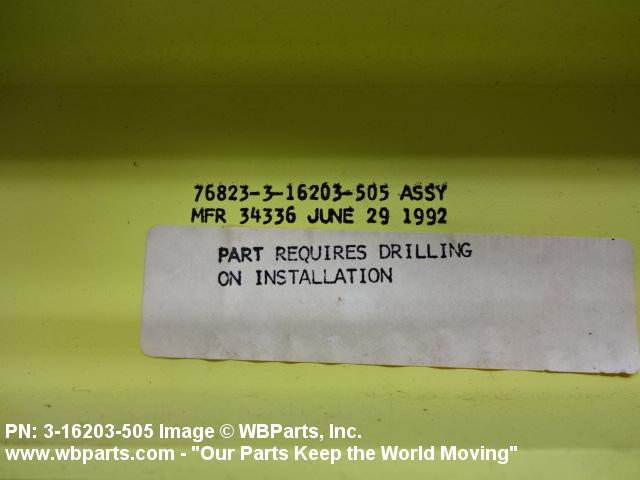 76823-3-16203-505 ASSY
MFR 34336 JUNE 29 1992
PART REQUIRES DRILLING
ON INSTALLATION
PN: 3-16203-505 Image © WBParts, Inc.
www.wbparts.com - "Our Parts Keep the World Moving"